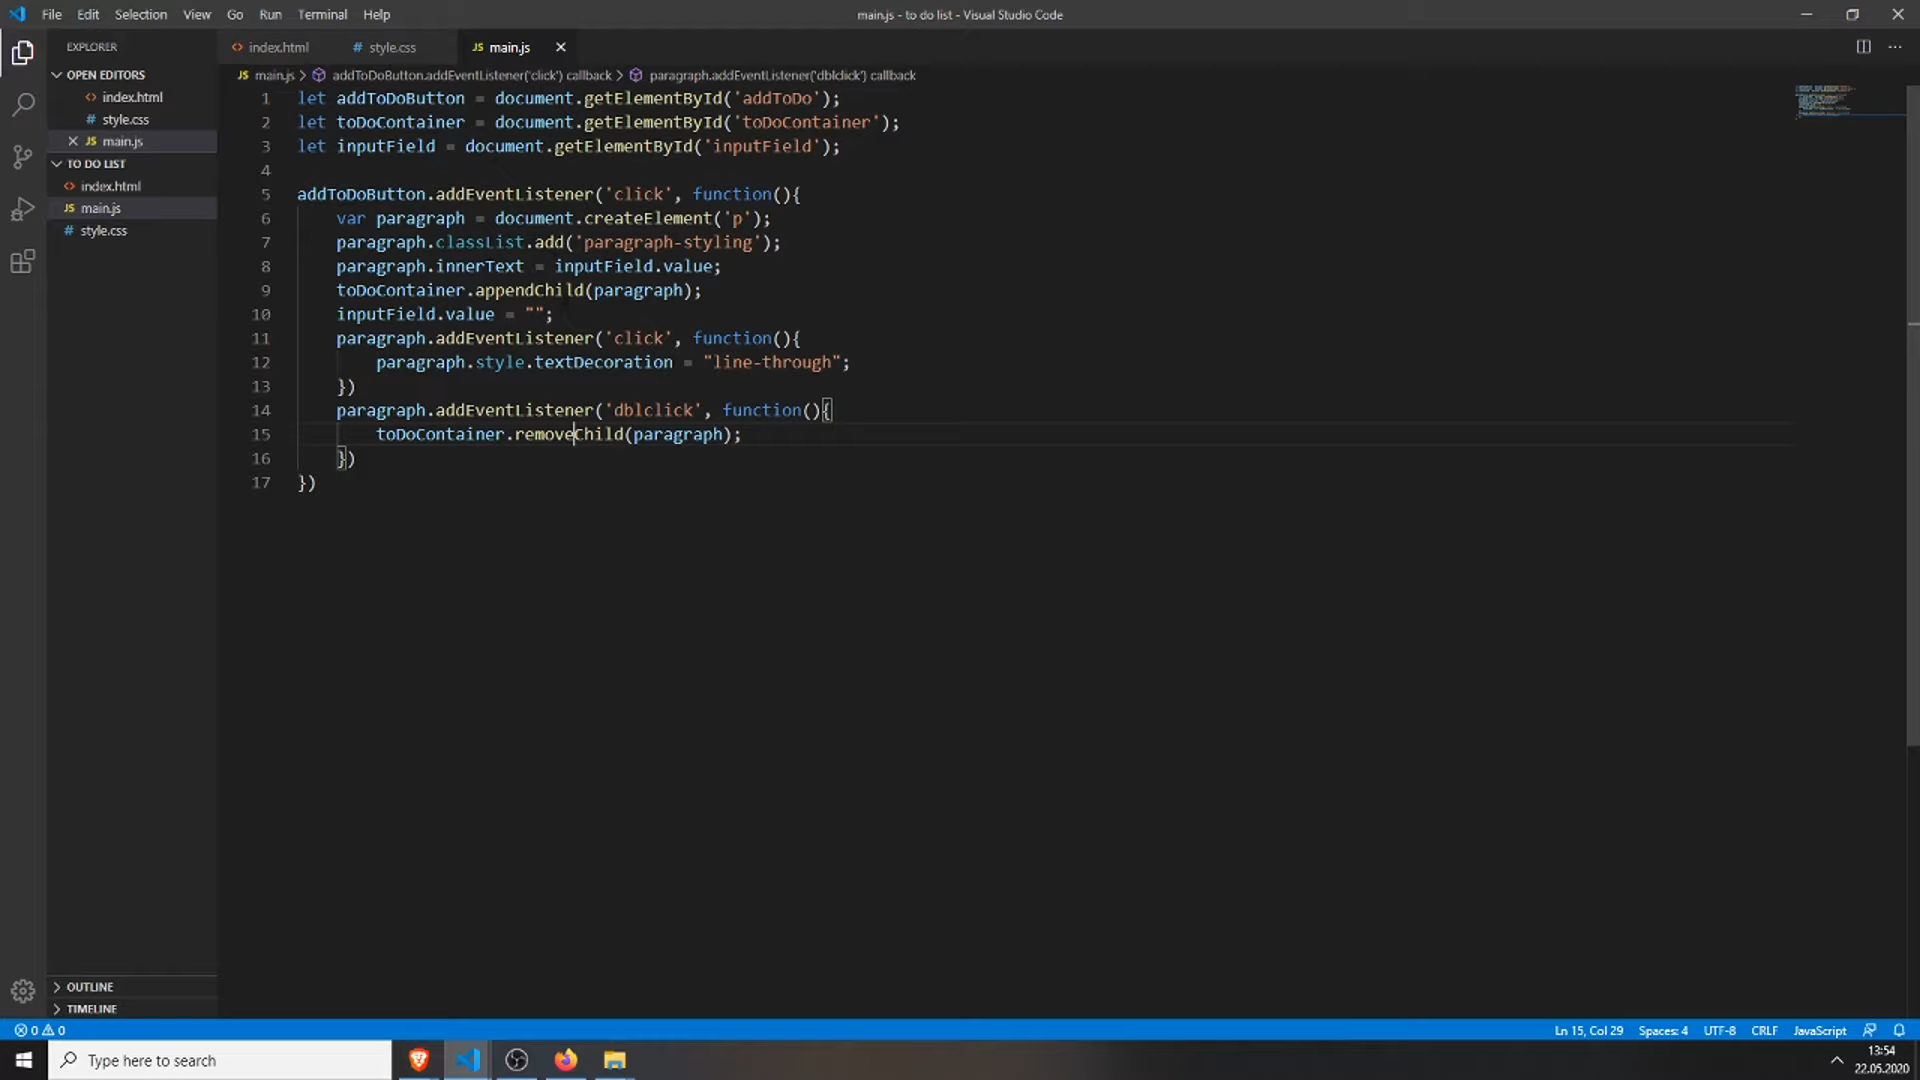 File Edit Selection View Go Run Terminal Help
main.js - to do list - Visual Studio Code
EXPLORER
OPEN EDITORS
index.html
style.css
JS main.js
TO DO LIST
index.html
JS main.js
style.css
OUTLINE
TIMELINE
index.html
# style.css
JS main.js
JS main.js > addToDoButton.addEventListener('click') callback > paragraph.addEventListener('dblclick') callback
1 let addToDoButton = document.getElementById('addToDo');
2 let toDoContainer = document.getElementById('toDoContainer');
3 let inputField = document.getElementById('inputField');
4
5 addToDoButton.addEventListener('click', function(){
6 var paragraph = document.createElement('p');
7 paragraph.classList.add('paragraph-styling');
8 paragraph.innerText = inputField.value;
9 toDoContainer.appendChild(paragraph);
10 inputField.value = "";
11 paragraph.addEventListener('click', function(){
12 paragraph.style.textDecoration = "line-through";
13 })
14 paragraph.addEventListener('dblclick', function(){
15 toDoContainer.removeChild(paragraph);
16 })
17 })
0 0
Ln 15, Col 29 Spaces: 4 UTF-8 CRLF JavaScript
Type here to search
13:54
22.05.2020